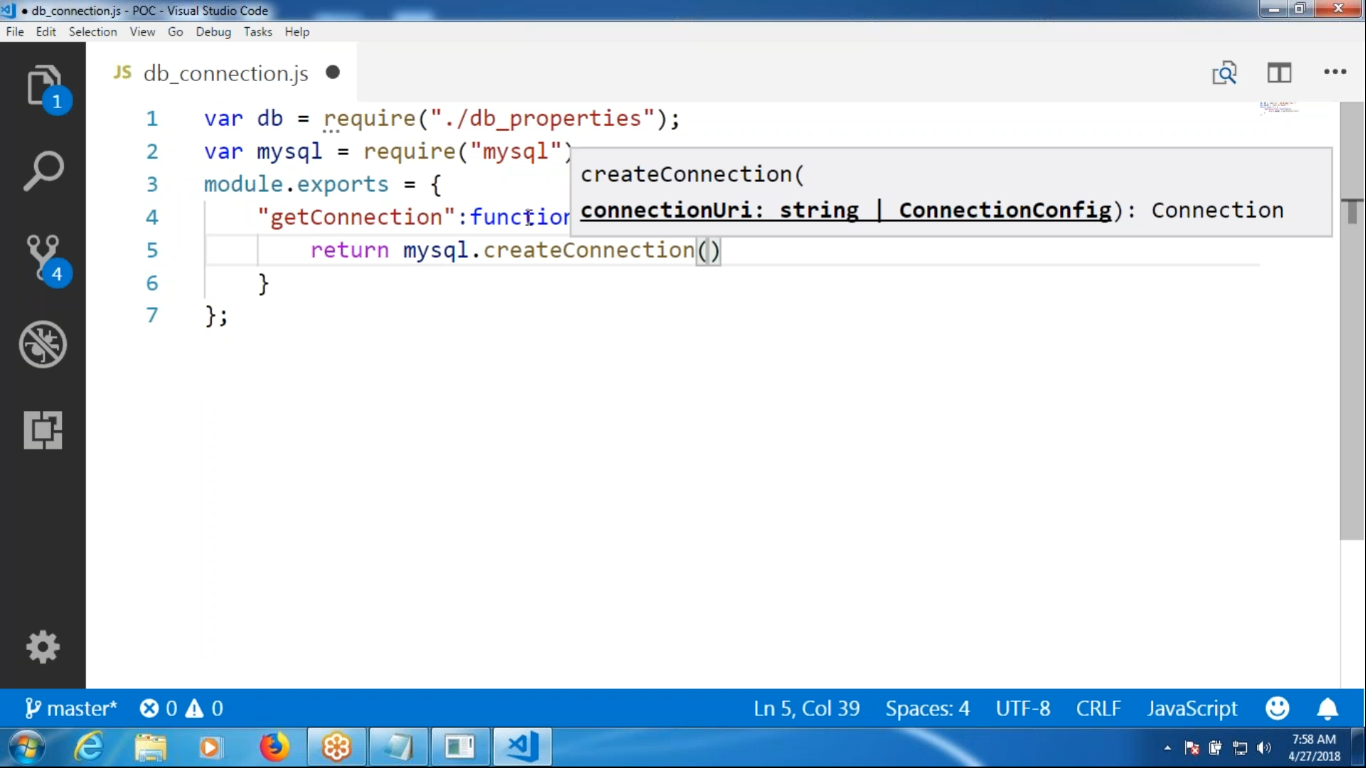 ● db_connection.js - POC - Visual Studio Code
File Edit Selection View Go Debug Tasks Help
JS db_connection.js ●
1 var db = require("./db_properties");
2 var mysql = require("mysql")
createConnection(
3 module.exports = {
connectionUri: string | ConnectionConfig): Connection
4 "getConnection":function
5 return mysql.createConnection()
6 }
7 };
1
4
master* 0 0 Ln 5, Col 39 Spaces: 4 UTF-8 CRLF JavaScript
7:58 AM
4/27/2018